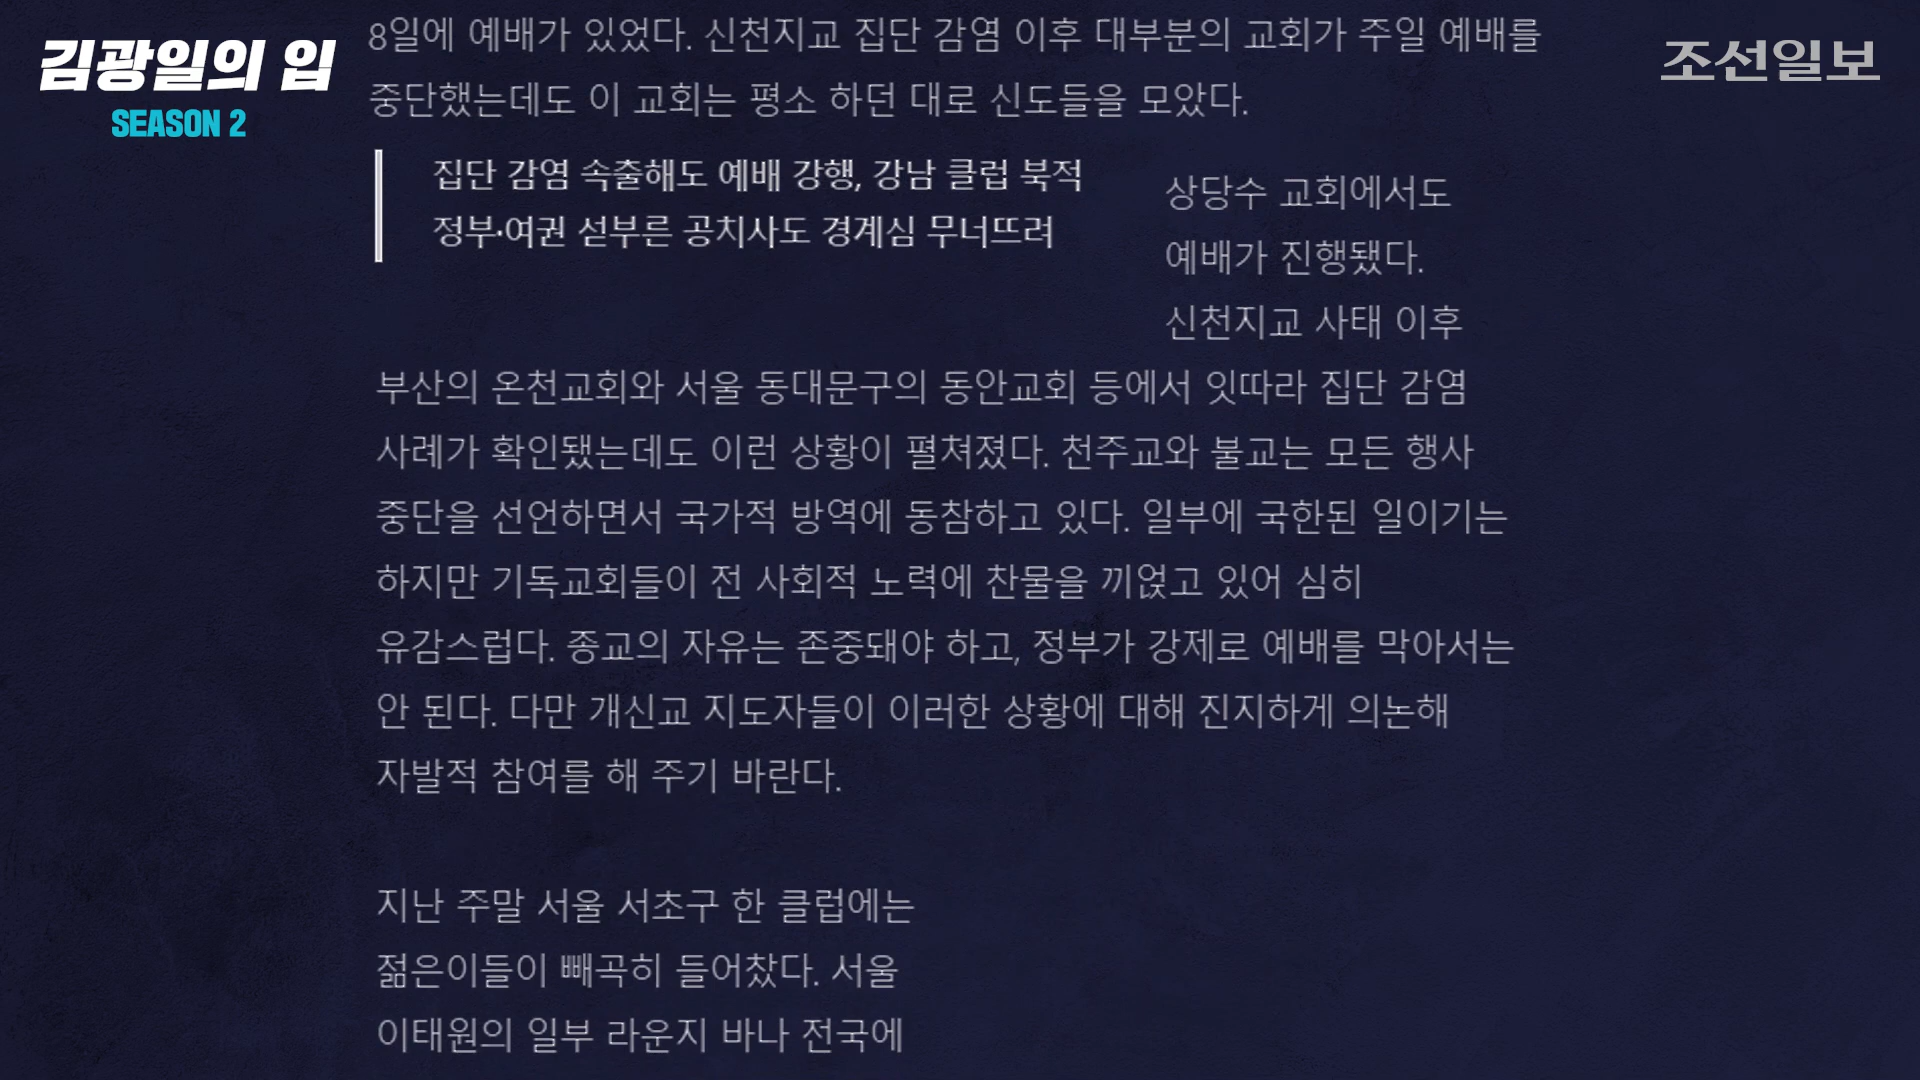 김광일의 입
SEASON 2
조선일보
8일에 예배가 있었다. 신천지교 집단 감염 이후 대부분의 교회가 주일 예배를
중단했는데도 이 교회는 평소 하던 대로 신도들을 모았다.
집단 감염 속출해도 예배 강행, 강남 클럽 북적
정부·여권 섣부른 공치사도 경계심 무너뜨려
상당수 교회에서도
예배가 진행됐다.
신천지교 사태 이후
부산의 온천교회와 서울 동대문구의 동안교회 등에서 잇따라 집단 감염
사례가 확인됐는데도 이런 상황이 펼쳐졌다. 천주교와 불교는 모든 행사
중단을 선언하면서 국가적 방역에 동참하고 있다. 일부에 국한된 일이기는
하지만 기독교회들이 전 사회적 노력에 찬물을 끼얹고 있어 심히
유감스럽다. 종교의 자유는 존중돼야 하고, 정부가 강제로 예배를 막아서는
안 된다. 다만 개신교 지도자들이 이러한 상황에 대해 진지하게 의논해
자발적 참여를 해 주기 바란다.
지난 주말 서울 서초구 한 클럽에는
젊은이들이 빼곡히 들어찼다. 서울
이태원의 일부 라운지 바나 전국에